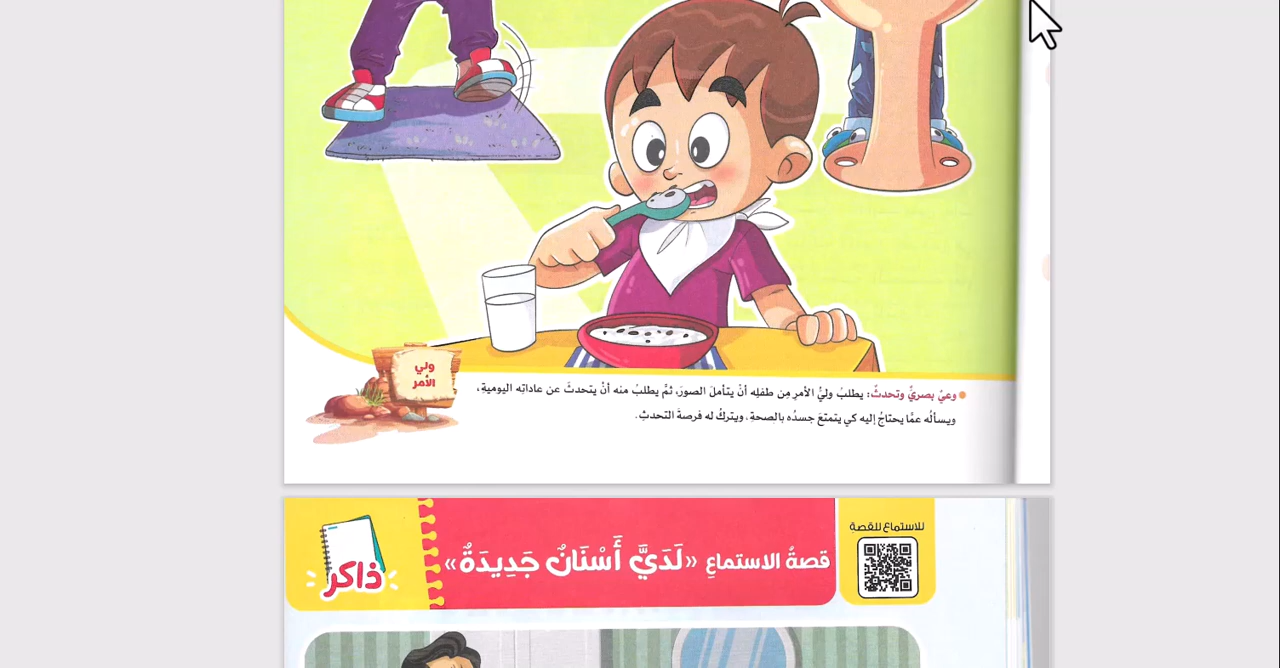 ولي
الأمر
وعيٌ بصريٌّ وتحدثٌ: يطلبُ وليُّ الأمرِ مِن طفلِه أنْ يتأملَ الصورَ، ثمَّ يطلبُ منه أنْ يتحدثَ عن عاداتِه اليوميةِ،
ويسألُه عمَّا يحتاجُ إليه كي يتمتعَ جسدُه بالصحةِ، ويتركُ له فرصةَ التحدثِ.
للاستماع للقصةِ
قصةُ الاستماعِ «لَدَيَّ أَسْنَانٌ جَدِيدَةٌ»
ذاكر